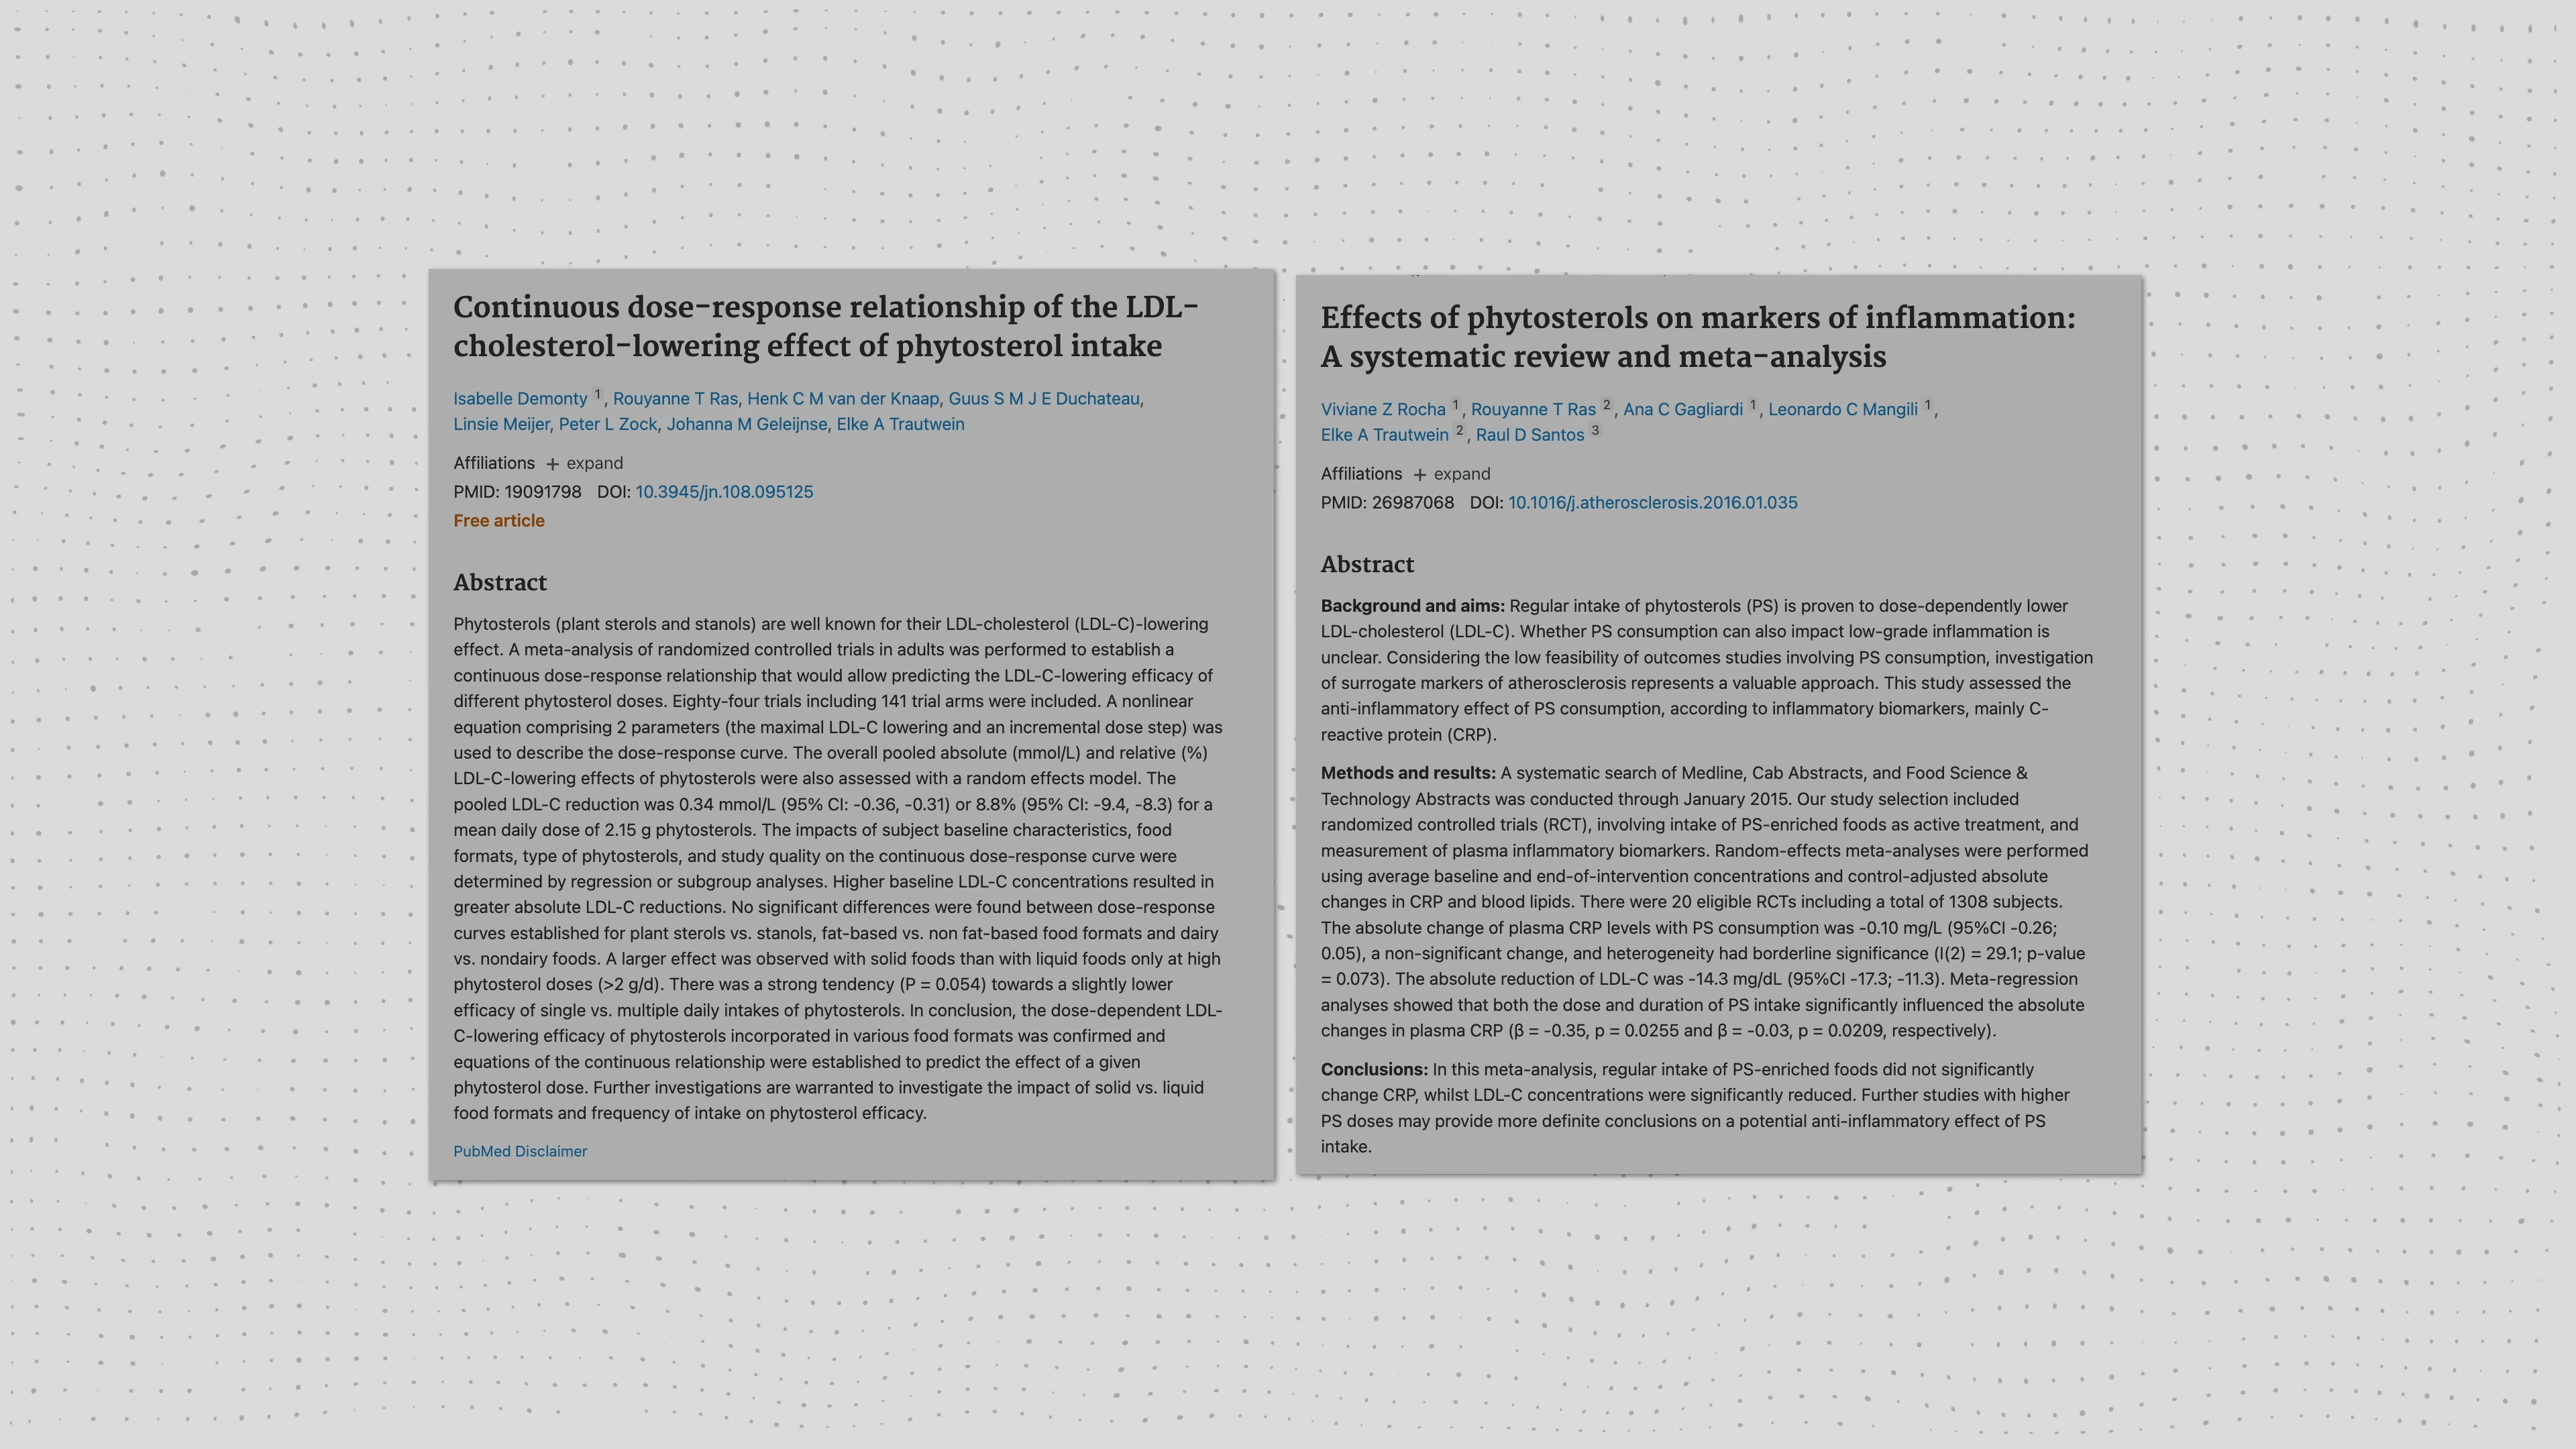 Continuous dose-response relationship of the LDL-
cholesterol-lowering effect of phytosterol intake
Isabelle Demonty 1, Rouyanne T Ras, Henk C M van der Knaap, Guus S M J E Duchateau,
Linsie Meijer, Peter L Zock, Johanna M Geleijnse, Elke A Trautwein
Affiliations + expand
PMID: 19091798 DOI: 10.3945/jn.108.095125
Free article
Abstract
Phytosterols (plant sterols and stanols) are well known for their LDL-cholesterol (LDL-C)-lowering
effect. A meta-analysis of randomized controlled trials in adults was performed to establish a
continuous dose-response relationship that would allow predicting the LDL-C-lowering efficacy of
different phytosterol doses. Eighty-four trials including 141 trial arms were included. A nonlinear
equation comprising 2 parameters (the maximal LDL-C lowering and an incremental dose step) was
used to describe the dose-response curve. The overall pooled absolute (mmol/L) and relative (%)
LDL-C-lowering effects of phytosterols were also assessed with a random effects model. The
pooled LDL-C reduction was 0.34 mmol/L (95% CI: -0.36, -0.31) or 8.8% (95% CI: -9.4, -8.3) for a
mean daily dose of 2.15 g phytosterols. The impacts of subject baseline characteristics, food
formats, type of phytosterols, and study quality on the continuous dose-response curve were
determined by regression or subgroup analyses. Higher baseline LDL-C concentrations resulted in
greater absolute LDL-C reductions. No significant differences were found between dose-response
curves established for plant sterols vs. stanols, fat-based vs. non fat-based food formats and dairy
vs. nondairy foods. A larger effect was observed with solid foods than with liquid foods only at high
phytosterol doses (>2 g/d). There was a strong tendency (P = 0.054) towards a slightly lower
efficacy of single vs. multiple daily intakes of phytosterols. In conclusion, the dose-dependent LDL-
C-lowering efficacy of phytosterols incorporated in various food formats was confirmed and
equations of the continuous relationship were established to predict the effect of a given
phytosterol dose. Further investigations are warranted to investigate the impact of solid vs. liquid
food formats and frequency of intake on phytosterol efficacy.
PubMed Disclaimer
Effects of phytosterols on markers of inflammation:
A systematic review and meta-analysis
Viviane Z Rocha 1, Rouyanne T Ras 2, Ana C Gagliardi 1, Leonardo C Mangili 1,
Elke A Trautwein 2, Raul D Santos 3
Affiliations + expand
PMID: 26987068 DOI: 10.1016/j.atherosclerosis.2016.01.035
Abstract
Background and aims: Regular intake of phytosterols (PS) is proven to dose-dependently lower
LDL-cholesterol (LDL-C). Whether PS consumption can also impact low-grade inflammation is
unclear. Considering the low feasibility of outcomes studies involving PS consumption, investigation
of surrogate markers of atherosclerosis represents a valuable approach. This study assessed the
anti-inflammatory effect of PS consumption, according to inflammatory biomarkers, mainly C-
reactive protein (CRP).
Methods and results: A systematic search of Medline, Cab Abstracts, and Food Science &
Technology Abstracts was conducted through January 2015. Our study selection included
randomized controlled trials (RCT), involving intake of PS-enriched foods as active treatment, and
measurement of plasma inflammatory biomarkers. Random-effects meta-analyses were performed
using average baseline and end-of-intervention concentrations and control-adjusted absolute
changes in CRP and blood lipids. There were 20 eligible RCTs including a total of 1308 subjects.
The absolute change of plasma CRP levels with PS consumption was -0.10 mg/L (95%CI -0.26;
0.05), a non-significant change, and heterogeneity had borderline significance (I(2) = 29.1; p-value
= 0.073). The absolute reduction of LDL-C was -14.3 mg/dL (95%CI -17.3; -11.3). Meta-regression
analyses showed that both the dose and duration of PS intake significantly influenced the absolute
changes in plasma CRP (β = -0.35, p = 0.0255 and β = -0.03, p = 0.0209, respectively).
Conclusions: In this meta-analysis, regular intake of PS-enriched foods did not significantly
change CRP, whilst LDL-C concentrations were significantly reduced. Further studies with higher
PS doses may provide more definite conclusions on a potential anti-inflammatory effect of PS
intake.